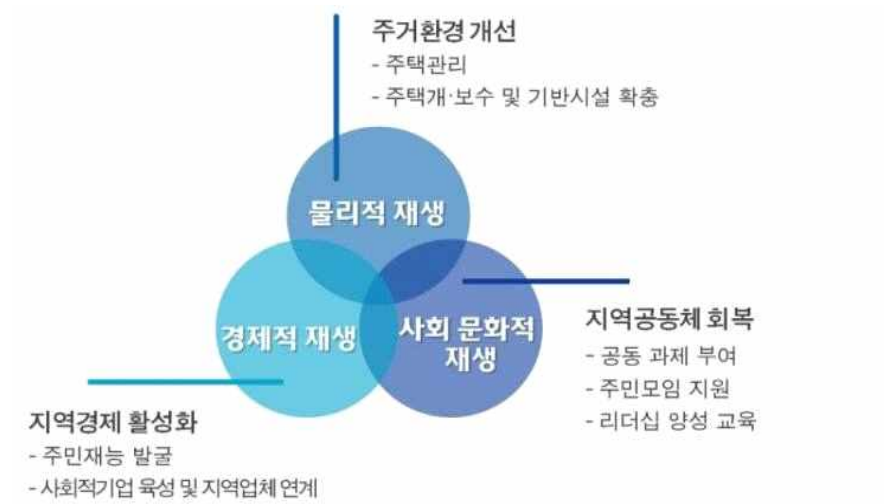 주거환경 개선
- 주택관리
- 주택개·보수 및 기반시설 확충
물리적 재생
경제적 재생
사회 문화적
재생
지역공동체 회복
- 공동 과제 부여
- 주민모임 지원
- 리더십 양성 교육
지역경제 활성화
- 주민재능 발굴
- 사회적기업 육성 및 지역업체 연계